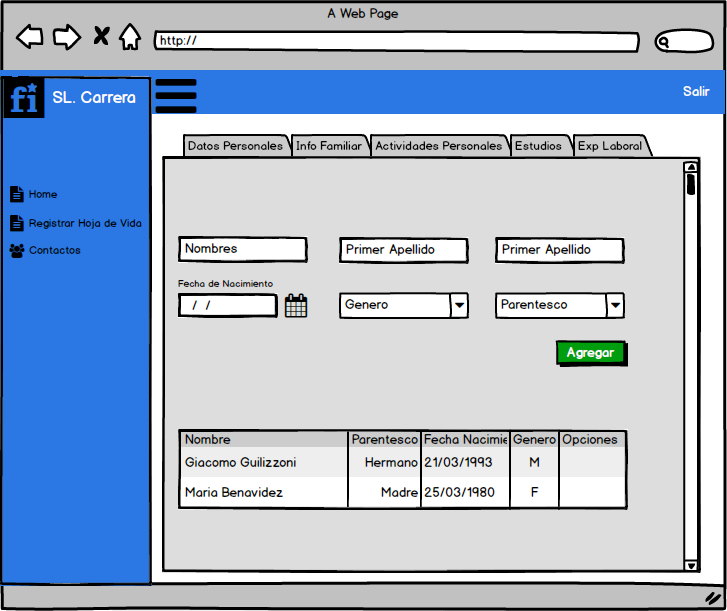 A Web Page
http://
fi SL. Carrera
Salir
Home
Registrar Hoja de Vida
Contactos
Datos Personales Info Familiar Actividades Personales Estudios Exp Laboral
Nombres Primer Apellido Primer Apellido
Fecha de Nacimiento
/ / Genero Parentesco
Agregar
Nombre Parentesco Fecha Nacimie Genero Opciones
Giacomo Guilizzoni Hermano 21/03/1993 M
Maria Benavidez Madre 25/03/1980 F